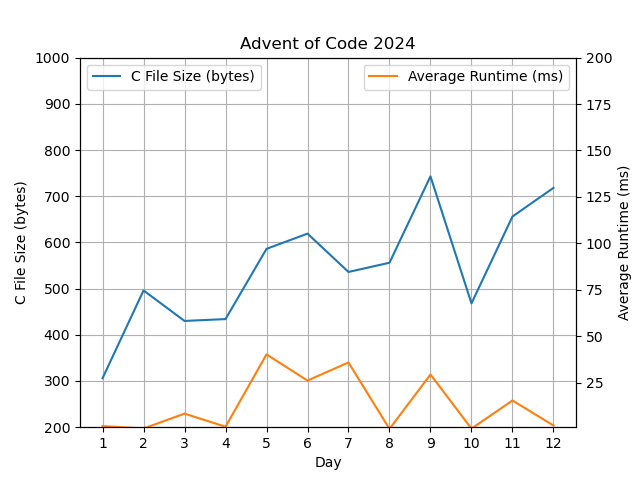 Advent of Code 2024
C File Size (bytes)
Average Runtime (ms)
1000
900
800
700
600
500
400
300
200
C File Size (bytes)
200
175
150
125
100
75
50
25
Average Runtime (ms)
1 2 3 4 5 6 7 8 9 10 11 12
Day